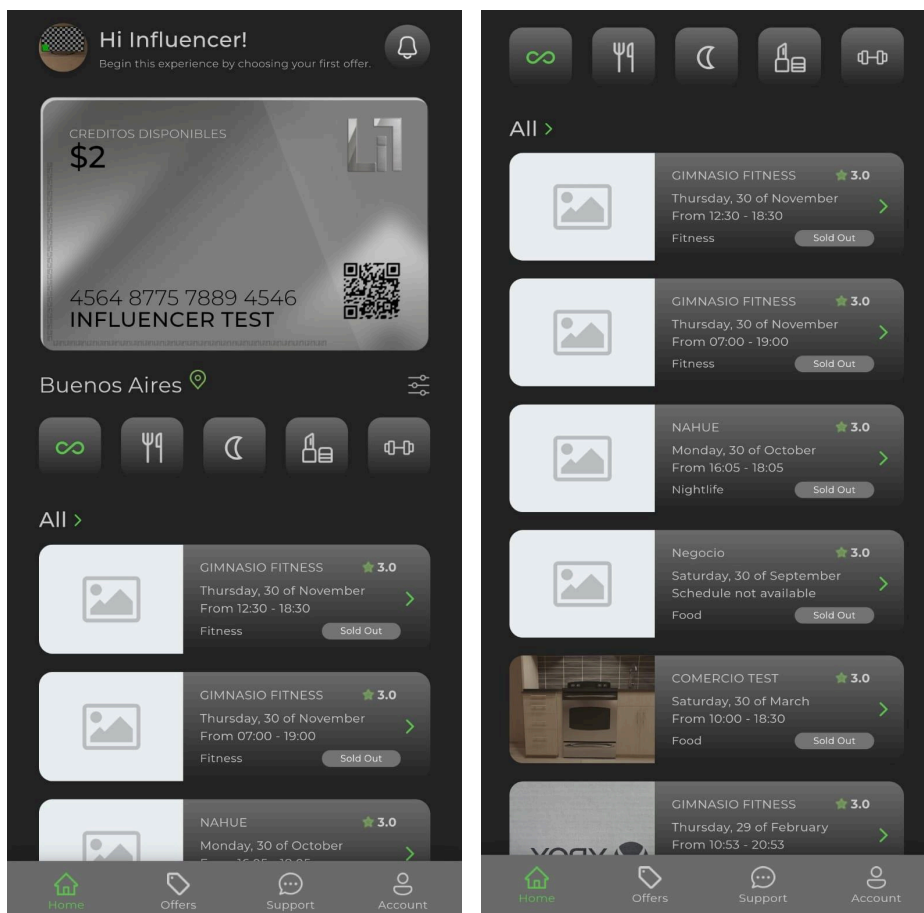 Hi Influencer!
Begin this experience by choosing your first offer.
CREDITOS DISPONIBLES
$2
4564 8775 7889 4546
INFLUENCER TEST
Buenos Aires
All >
GIMNASIO FITNESS 3.0
Thursday, 30 of November
From 12:30 - 18:30
Fitness Sold Out
GIMNASIO FITNESS 3.0
Thursday, 30 of November
From 07:00 - 19:00
Fitness Sold Out
NAHUE 3.0
Monday, 30 of October
Home Offers Support Account
All >
GIMNASIO FITNESS 3.0
Thursday, 30 of November
From 12:30 - 18:30
Fitness Sold Out
GIMNASIO FITNESS 3.0
Thursday, 30 of November
From 07:00 - 19:00
Fitness Sold Out
NAHUE 3.0
Monday, 30 of October
From 16:05 - 18:05
Nightlife Sold Out
Negocio 3.0
Saturday, 30 of September
Schedule not available
Food Sold Out
COMERCIO TEST 3.0
Saturday, 30 of March
From 10:00 - 18:30
Food Sold Out
GIMNASIO FITNESS 3.0
Thursday, 29 of February
From 10:53 - 20:53
Home Offers Support Account